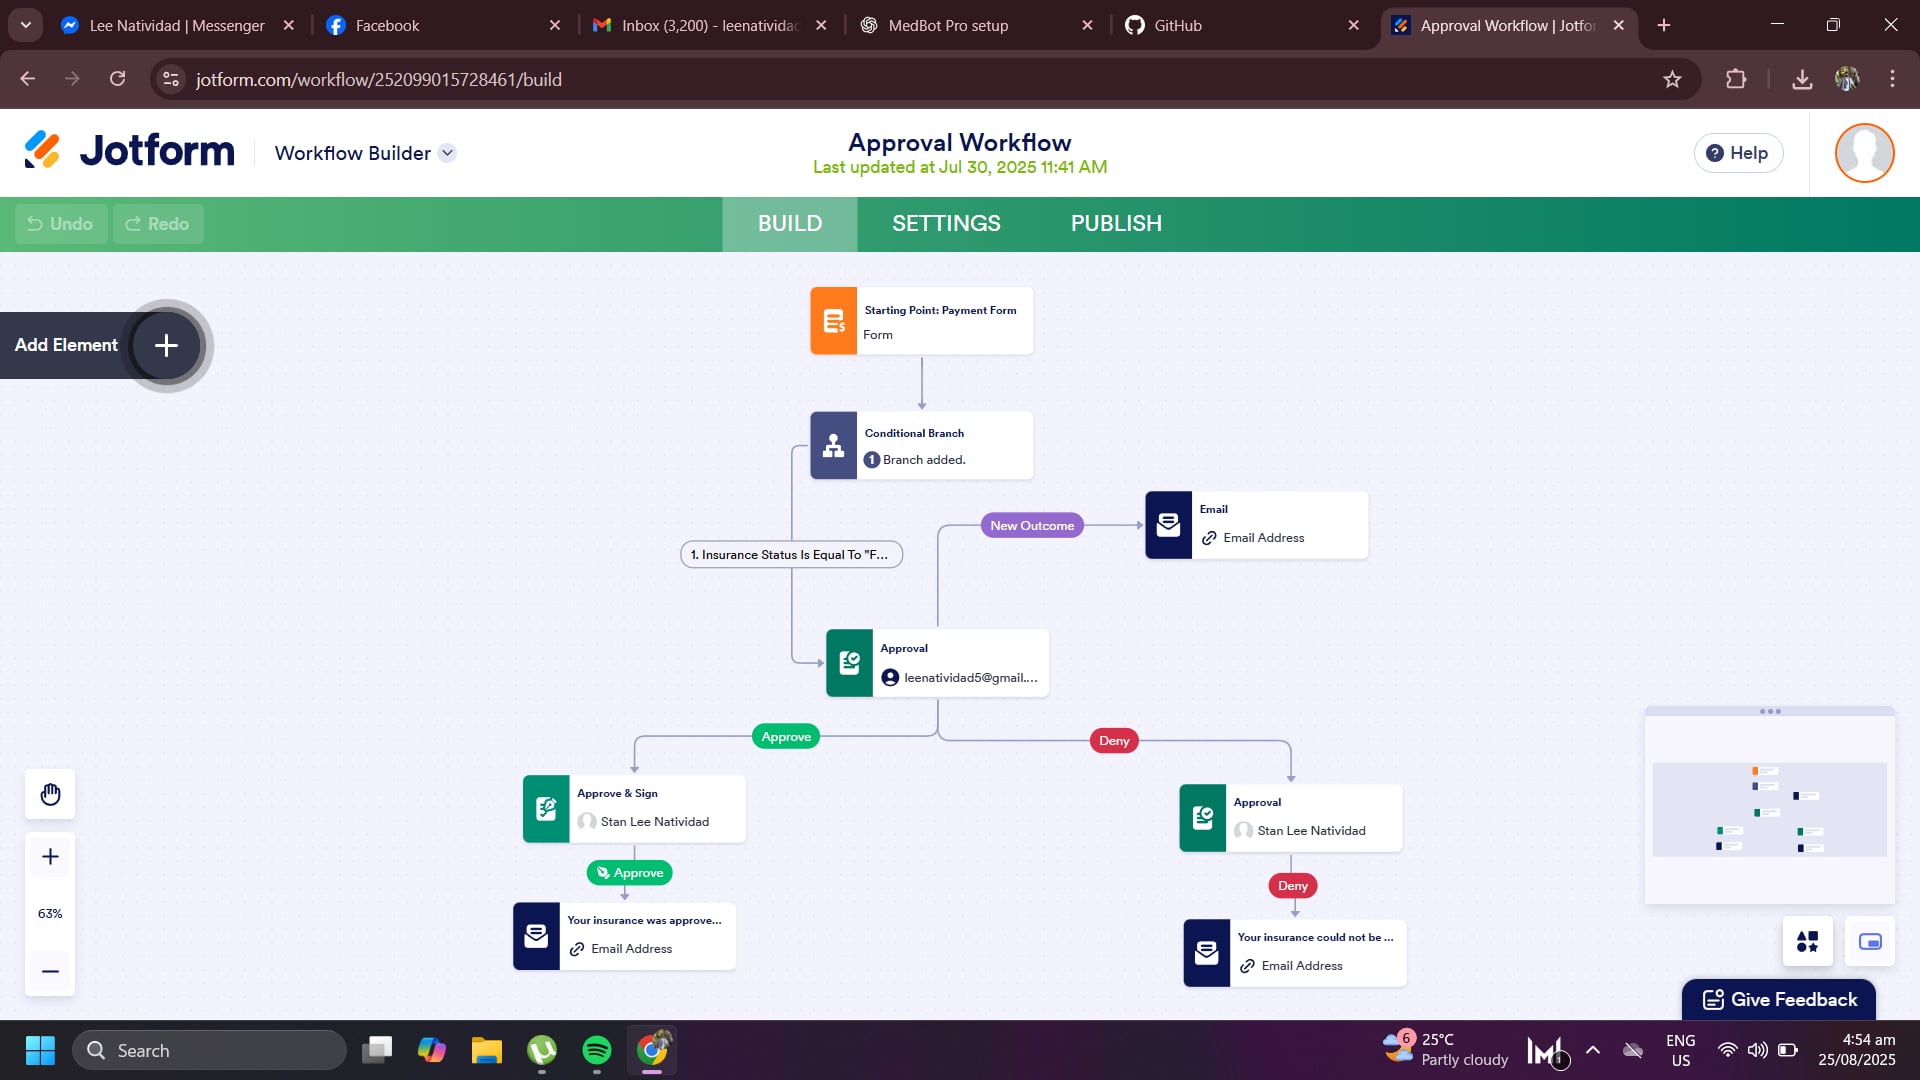 Lee Natividad | Messenger
Facebook
Inbox (3,200) - leenatividad
MedBot Pro setup
GitHub
Approval Workflow | Jotfor
jotform.com/workflow/252099015728461/build
Jotform
Workflow Builder
Approval Workflow
Last updated at Jul 30, 2025 11:41 AM
Help
Undo
Redo
BUILD
SETTINGS
PUBLISH
Add Element
Starting Point: Payment Form
Form
Conditional Branch
1 Branch added.
Email
Email Address
New Outcome
1. Insurance Status Is Equal To "F...
Approval
leenatividad5@gmail....
Approve
Deny
Approve & Sign
Stan Lee Natividad
Approval
Stan Lee Natividad
Approve
Deny
Your insurance was approve...
Email Address
Your insurance could not be ...
Email Address
63%
Give Feedback
Search
6
25°C
Partly cloudy
1
ENG
US
4:54 am
25/08/2025